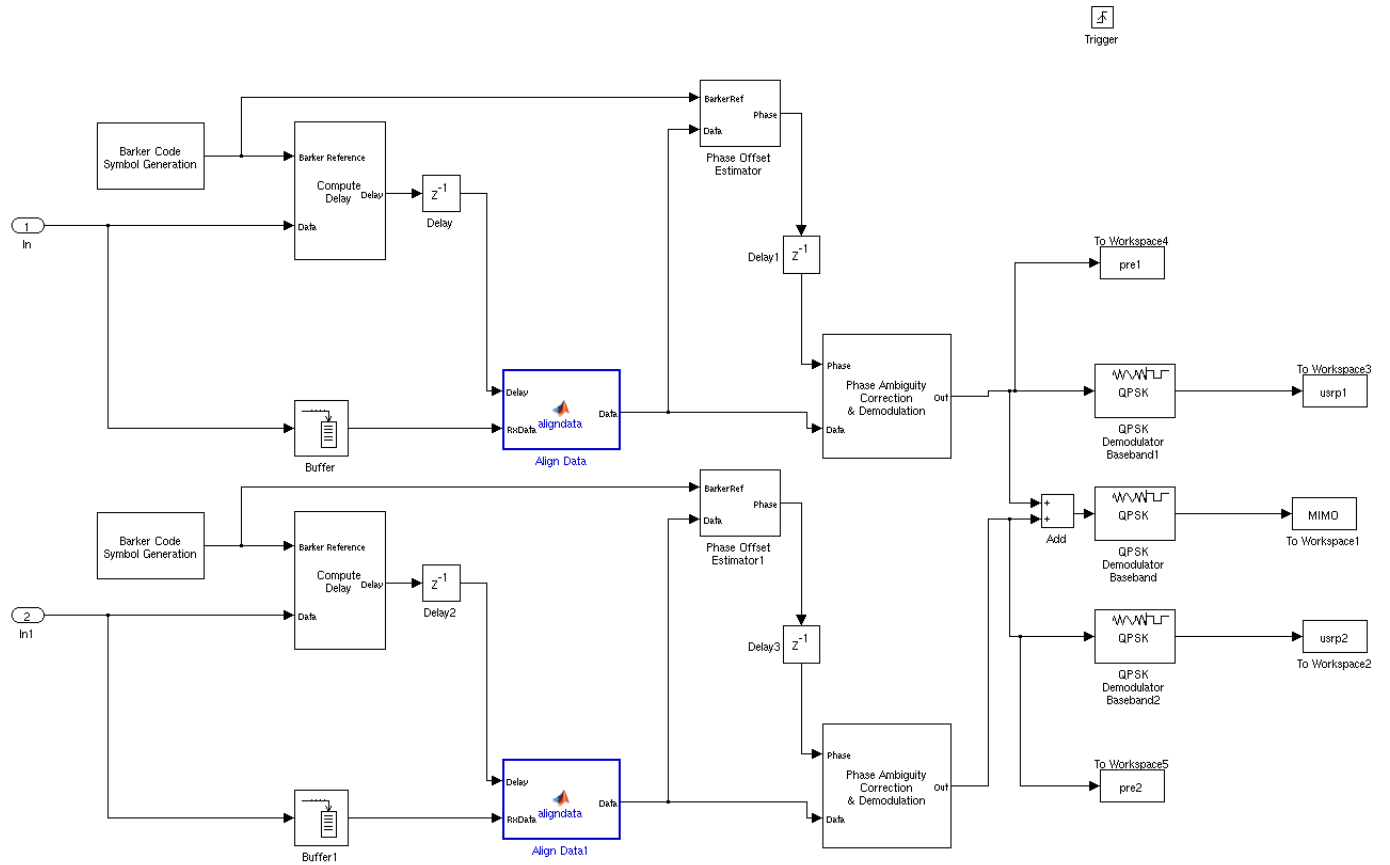 Trigger
BarkerRef
Phase
Data
Phase Offset
Estimator
Barker Code
Symbol Generation
Barker Reference
Compute
Delay
Delay
Data
Z-1
Delay
1
In
Delay1
Z-1
To Workspace4
pre1
Phase
Phase Ambiguity
Correction
& Demodulation
Out
Data
QPSK
QPSK
Demodulator
Baseband1
To Workspace3
usrp1
Delay
RxData
aligndata
Data
Align Data
Buffer
BarkerRef
Phase
Data
Phase Offset
Estimator1
Barker Code
Symbol Generation
Barker Reference
Compute
Delay
Delay
Data
Z-1
Delay2
2
In1
Add
+
+
QPSK
QPSK
Demodulator
Baseband
MIMO
To Workspace1
Delay3
Z-1
QPSK
QPSK
Demodulator
Baseband2
usrp2
To Workspace2
Phase
Phase Ambiguity
Correction
& Demodulation
Out
Data
To Workspace5
pre2
Delay
RxData
aligndata
Data
Align Data1
Buffer1